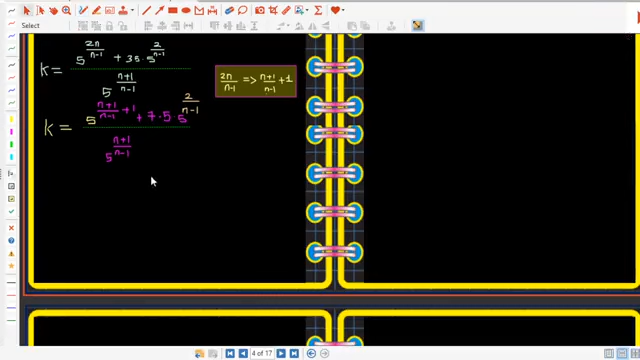 Select
K = 5^(2n/(n-1)) + 35·5^(2/(n-1)) / 5^((n+1)/(n-1))
2n/(n-1) => (n+1)/(n-1) + 1
K = 5^((n+1)/(n-1) + 1) + 7·5 5^(2/(n-1)) / 5^((n+1)/(n-1))
4 of 17